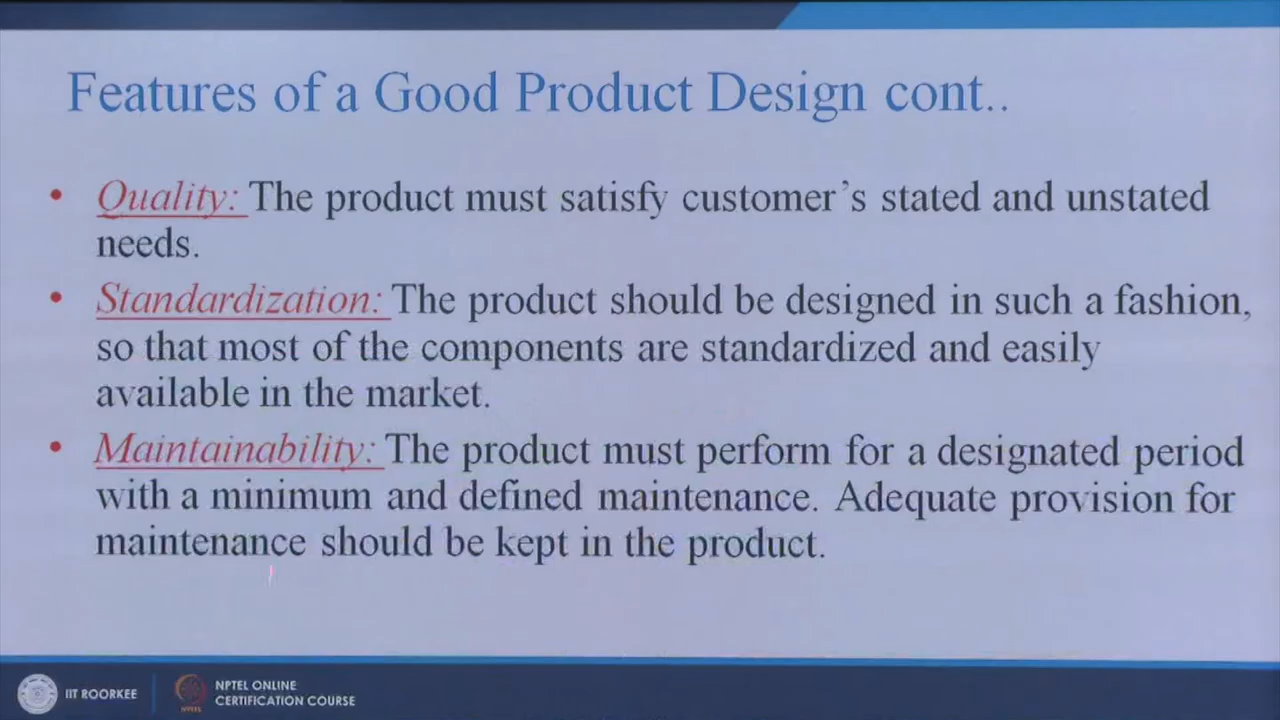 Features of a Good Product Design cont..
• Quality: The product must satisfy customer's stated and unstated
needs.
• Standardization: The product should be designed in such a fashion,
so that most of the components are standardized and easily
available in the market.
• Maintainability: The product must perform for a designated period
with a minimum and defined maintenance. Adequate provision for
maintenance should be kept in the product.
IIT ROORKEE
NPTEL ONLINE
CERTIFICATION COURSE
NPTEL